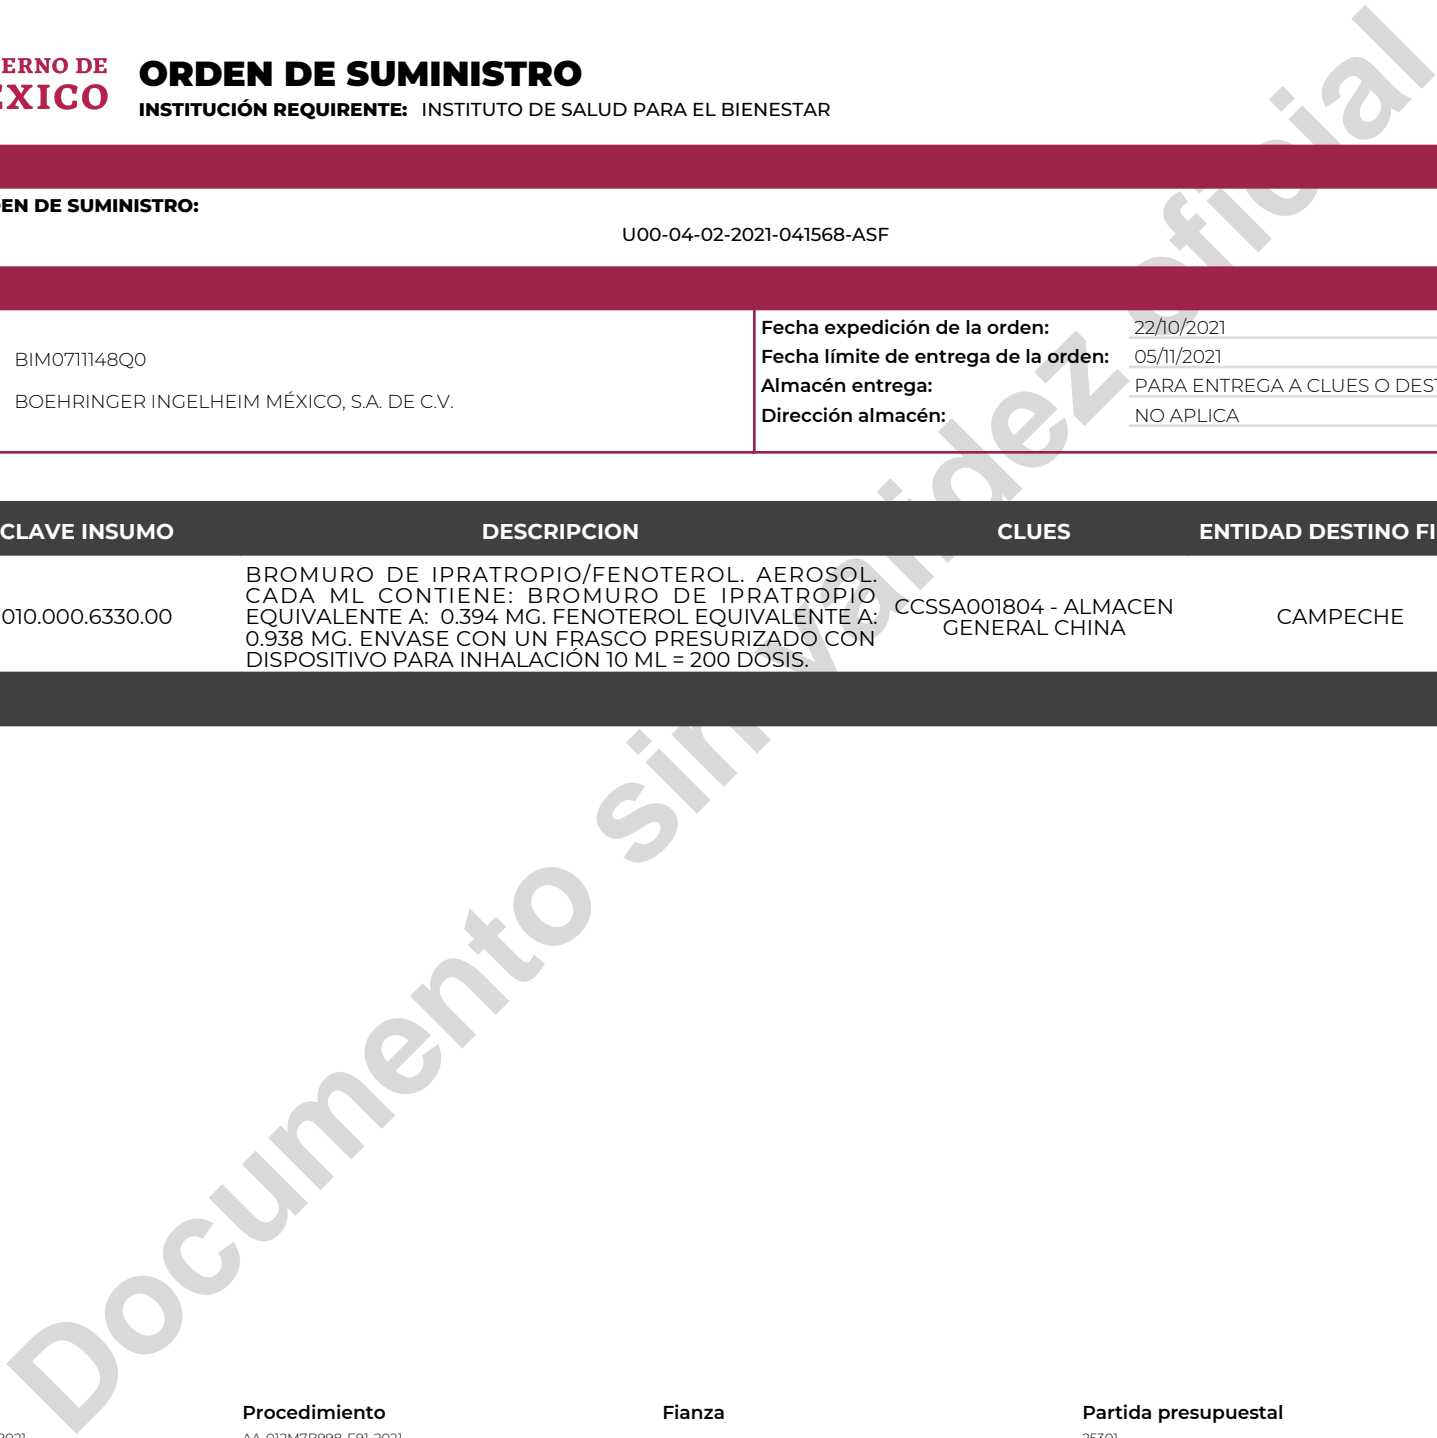 ERNO DE
ÉXICO
ORDEN DE SUMINISTRO
INSTITUCIÓN REQUIRENTE: INSTITUTO DE SALUD PARA EL BIENESTAR
EN DE SUMINISTRO:
U00-04-02-2021-041568-ASF
BIM0711148Q0
BOEHRINGER INGELHEIM MÉXICO, S.A. DE C.V.
Fecha expedición de la orden: 22/10/2021
Fecha límite de entrega de la orden: 05/11/2021
Almacén entrega: PARA ENTREGA A CLUES O DEST
Dirección almacén: NO APLICA
CLAVE INSUMO DESCRIPCION CLUES ENTIDAD DESTINO FI
010.000.6330.00
BROMURO DE IPRATROPIO/FENOTEROL. AEROSOL.
CADA ML CONTIENE: BROMURO DE IPRATROPIO
EQUIVALENTE A: 0.394 MG. FENOTEROL EQUIVALENTE A:
0.938 MG. ENVASE CON UN FRASCO PRESURIZADO CON
DISPOSITIVO PARA INHALACIÓN 10 ML = 200 DOSIS.
CCSSA001804 - ALMACEN
GENERAL CHINA
CAMPECHE
Documento sin validez oficial
Procedimiento Fianza Partida presupuestal